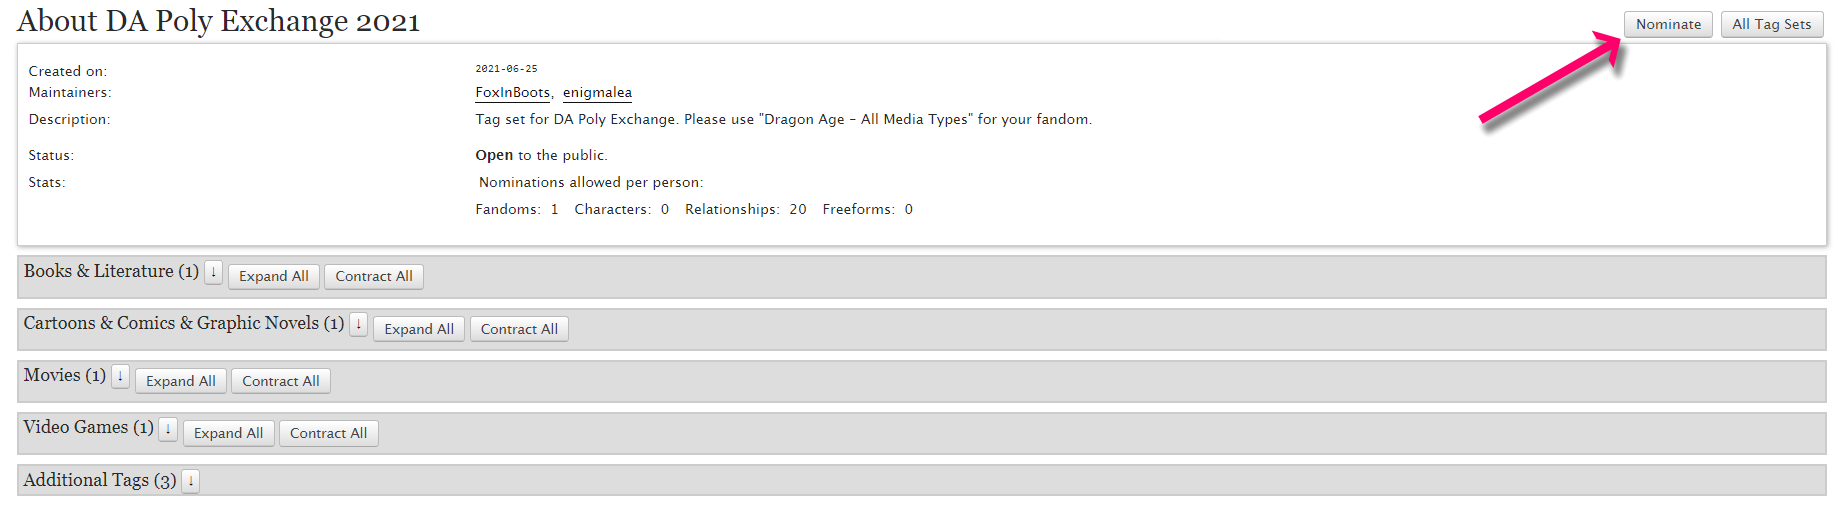 About DA Poly Exchange 2021
Nominate All Tag Sets
Created on: 2021-06-25
Maintainers: FoxInBoots, enigmalea
Description: Tag set for DA Poly Exchange. Please use "Dragon Age - All Media Types" for your fandom.
Status: Open to the public.
Stats: Nominations allowed per person:
Fandoms: 1 Characters: 0 Relationships: 20 Freeforms: 0
Books & Literature (1) ↓ Expand All Contract All
Cartoons & Comics & Graphic Novels (1) ↓ Expand All Contract All
Movies (1) ↓ Expand All Contract All
Video Games (1) ↓ Expand All Contract All
Additional Tags (3) ↓